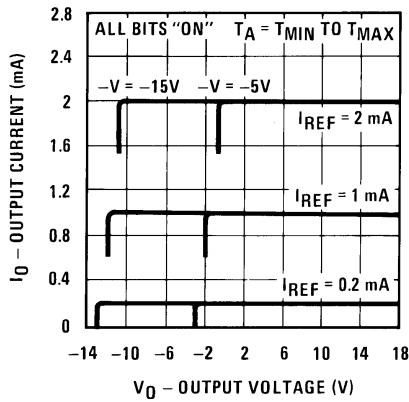 ALL BITS "ON" TA = TMIN TO TMAX
2.8
2.4
–V = –15V –V = –5V
2
IREF = 2 mA
1.6
1.2
IREF = 1 mA
0.8
0.4
IREF = 0.2 mA
0
–14 –10 –6 –2 2 6 10 14 18
VO – OUTPUT VOLTAGE (V)
IO – OUTPUT CURRENT (mA)